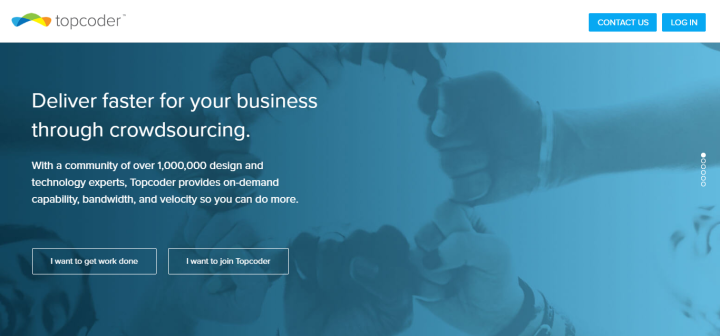 topcoder™
CONTACT US
LOG IN
Deliver faster for your business
through crowdsourcing.
With a community of over 1,000,000 design and
technology experts, Topcoder provides on-demand
capability, bandwidth, and velocity so you can do more.
I want to get work done
I want to join Topcoder